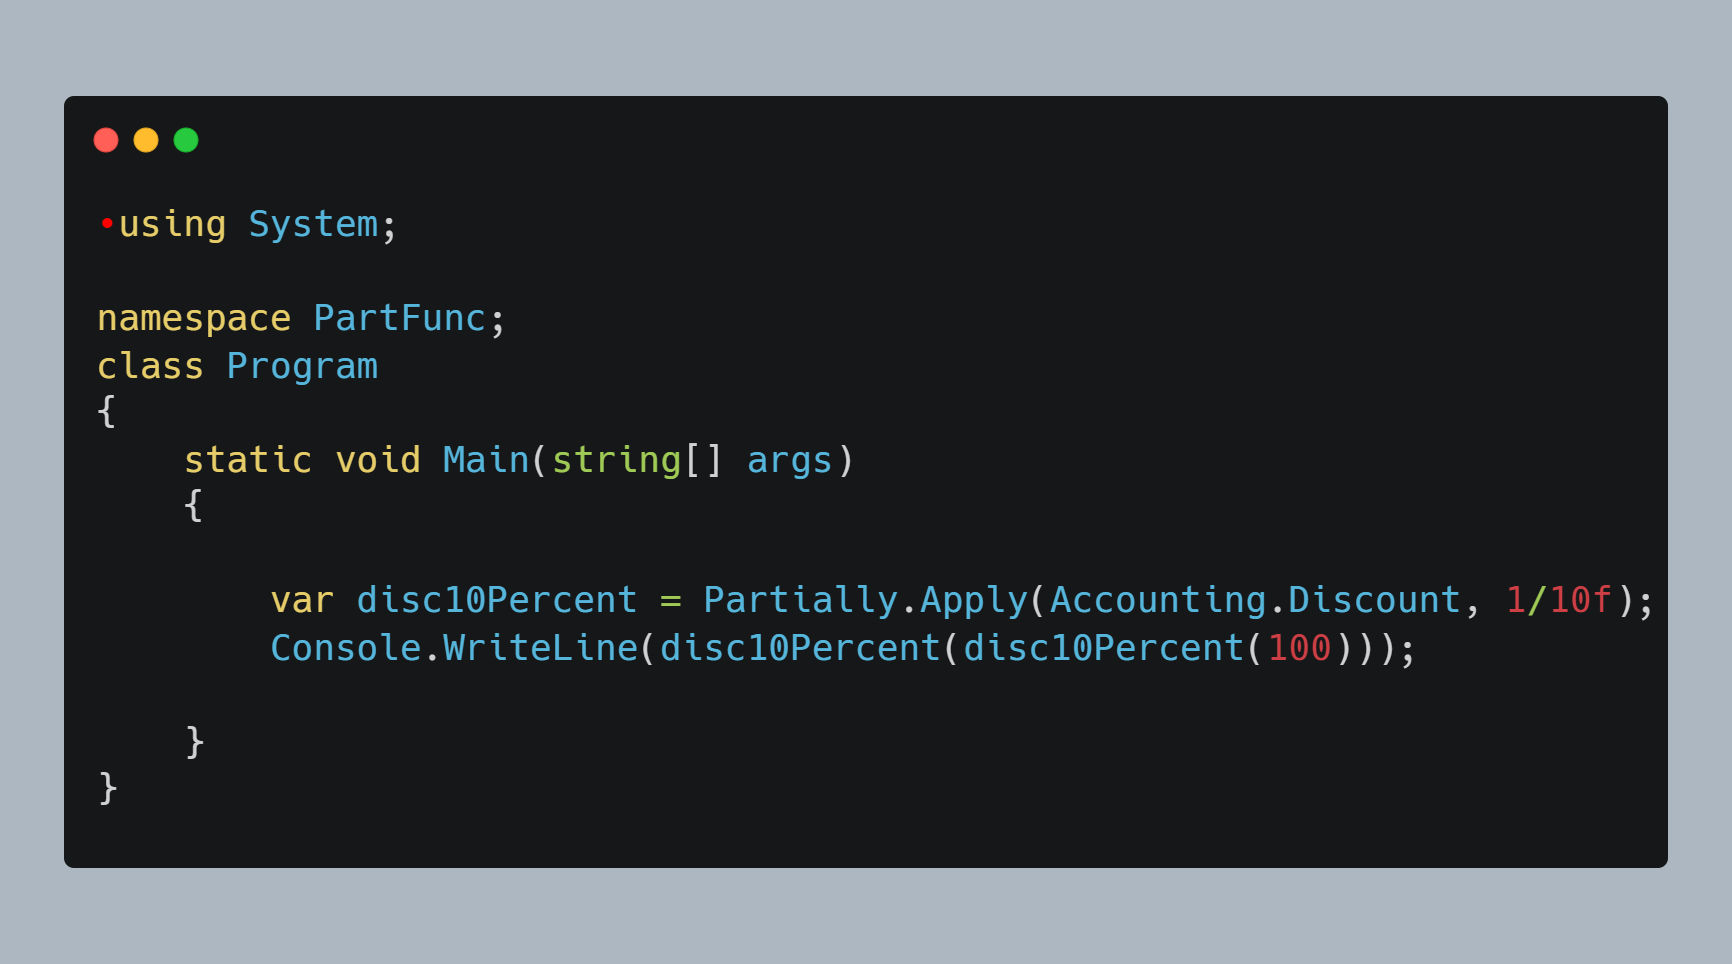 •using System;
namespace PartFunc;
class Program
{
    static void Main(string[] args)
    {
        var disc10Percent = Partially.Apply(Accounting.Discount, 1/10f);
        Console.WriteLine(disc10Percent(disc10Percent(100)));
    }
}